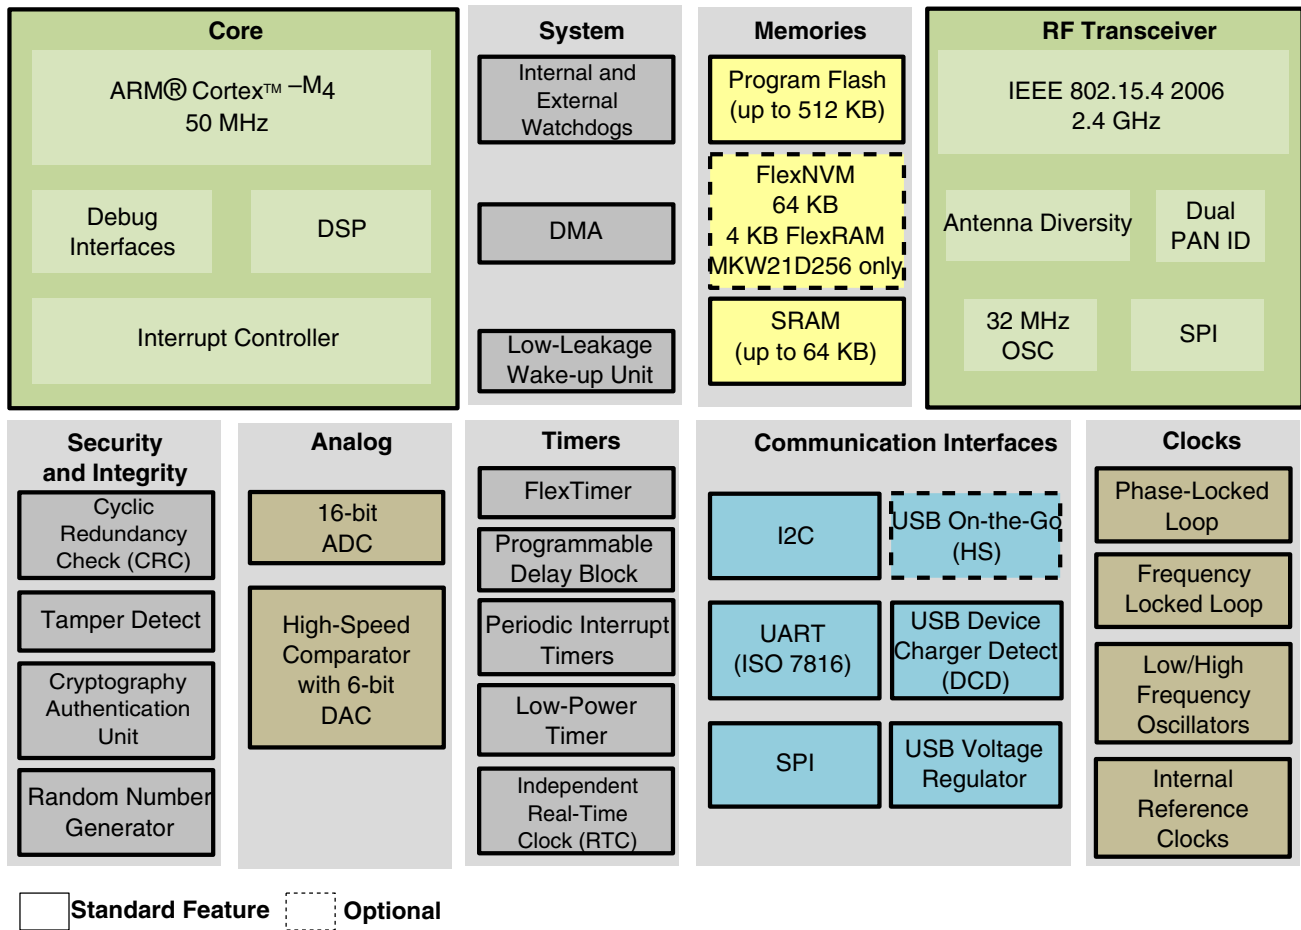 Core
ARM® Cortex™ –M4
50 MHz
Debug
Interfaces
DSP
Interrupt Controller
System
Internal and
External
Watchdogs
DMA
Low-Leakage
Wake-up Unit
Memories
Program Flash
(up to 512 KB)
FlexNVM
64 KB
4 KB FlexRAM
MKW21D256 only
SRAM
(up to 64 KB)
RF Transceiver
IEEE 802.15.4 2006
2.4 GHz
Antenna Diversity
Dual
PAN ID
32 MHz
OSC
SPI
Security
and Integrity
Cyclic
Redundancy
Check (CRC)
Tamper Detect
Cryptography
Authentication
Unit
Random Number
Generator
Analog
16-bit
ADC
High-Speed
Comparator
with 6-bit
DAC
Timers
FlexTimer
Programmable
Delay Block
Periodic Interrupt
Timers
Low-Power
Timer
Independent
Real-Time
Clock (RTC)
Communication Interfaces
I2C
USB On-the-Go
(HS)
UART
(ISO 7816)
USB Device
Charger Detect
(DCD)
SPI
USB Voltage
Regulator
Clocks
Phase-Locked
Loop
Frequency
Locked Loop
Low/High
Frequency
Oscillators
Internal
Reference
Clocks
Standard Feature
Optional